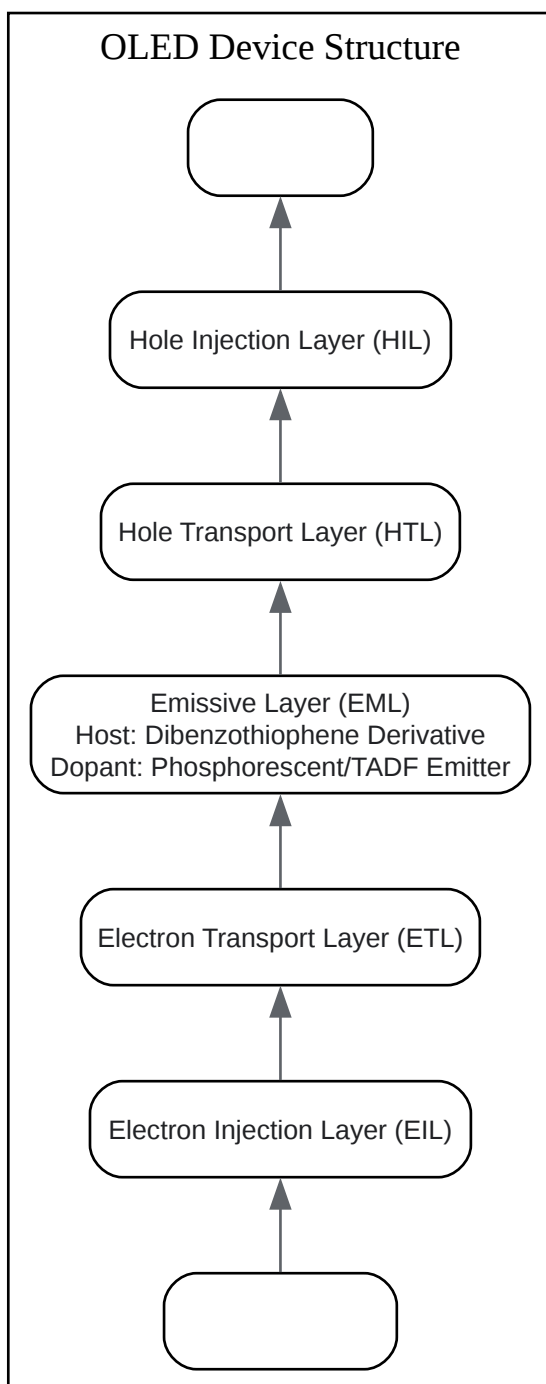 OLED Device Structure
Hole Injection Layer (HIL)
Hole Transport Layer (HTL)
Emissive Layer (EML)
Host: Dibenzothiophene Derivative
Dopant: Phosphorescent/TADF Emitter
Electron Transport Layer (ETL)
Electron Injection Layer (EIL)